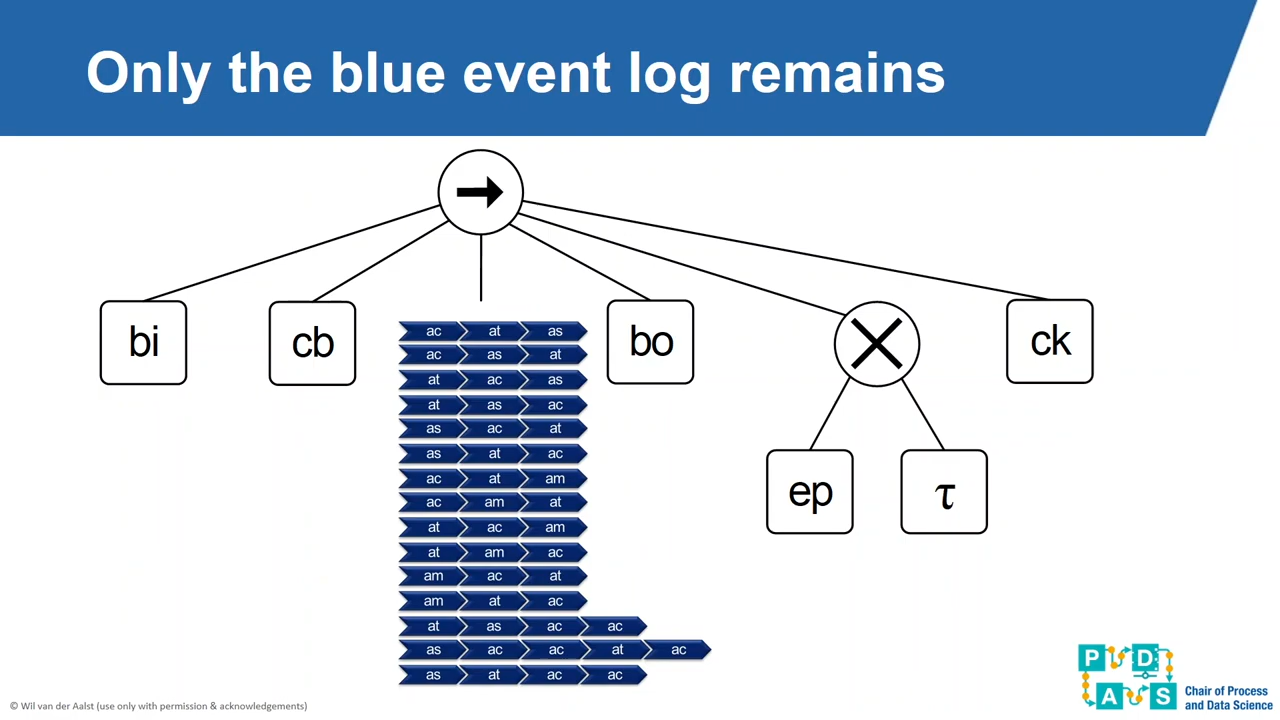 Only the blue event log remains
bi
cb
bo
ck
ac at as
ac as at
at ac as
at as ac
as ac at
as at ac
ac at am
ac am at
at ac am
at am ac
am ac at
am at ac
at as ac ac
as ac ac at ac
as at ac ac
ep
τ
P D
A S
Chair of Process
and Data Science
© Wil van der Aalst (use only with permission & acknowledgements)